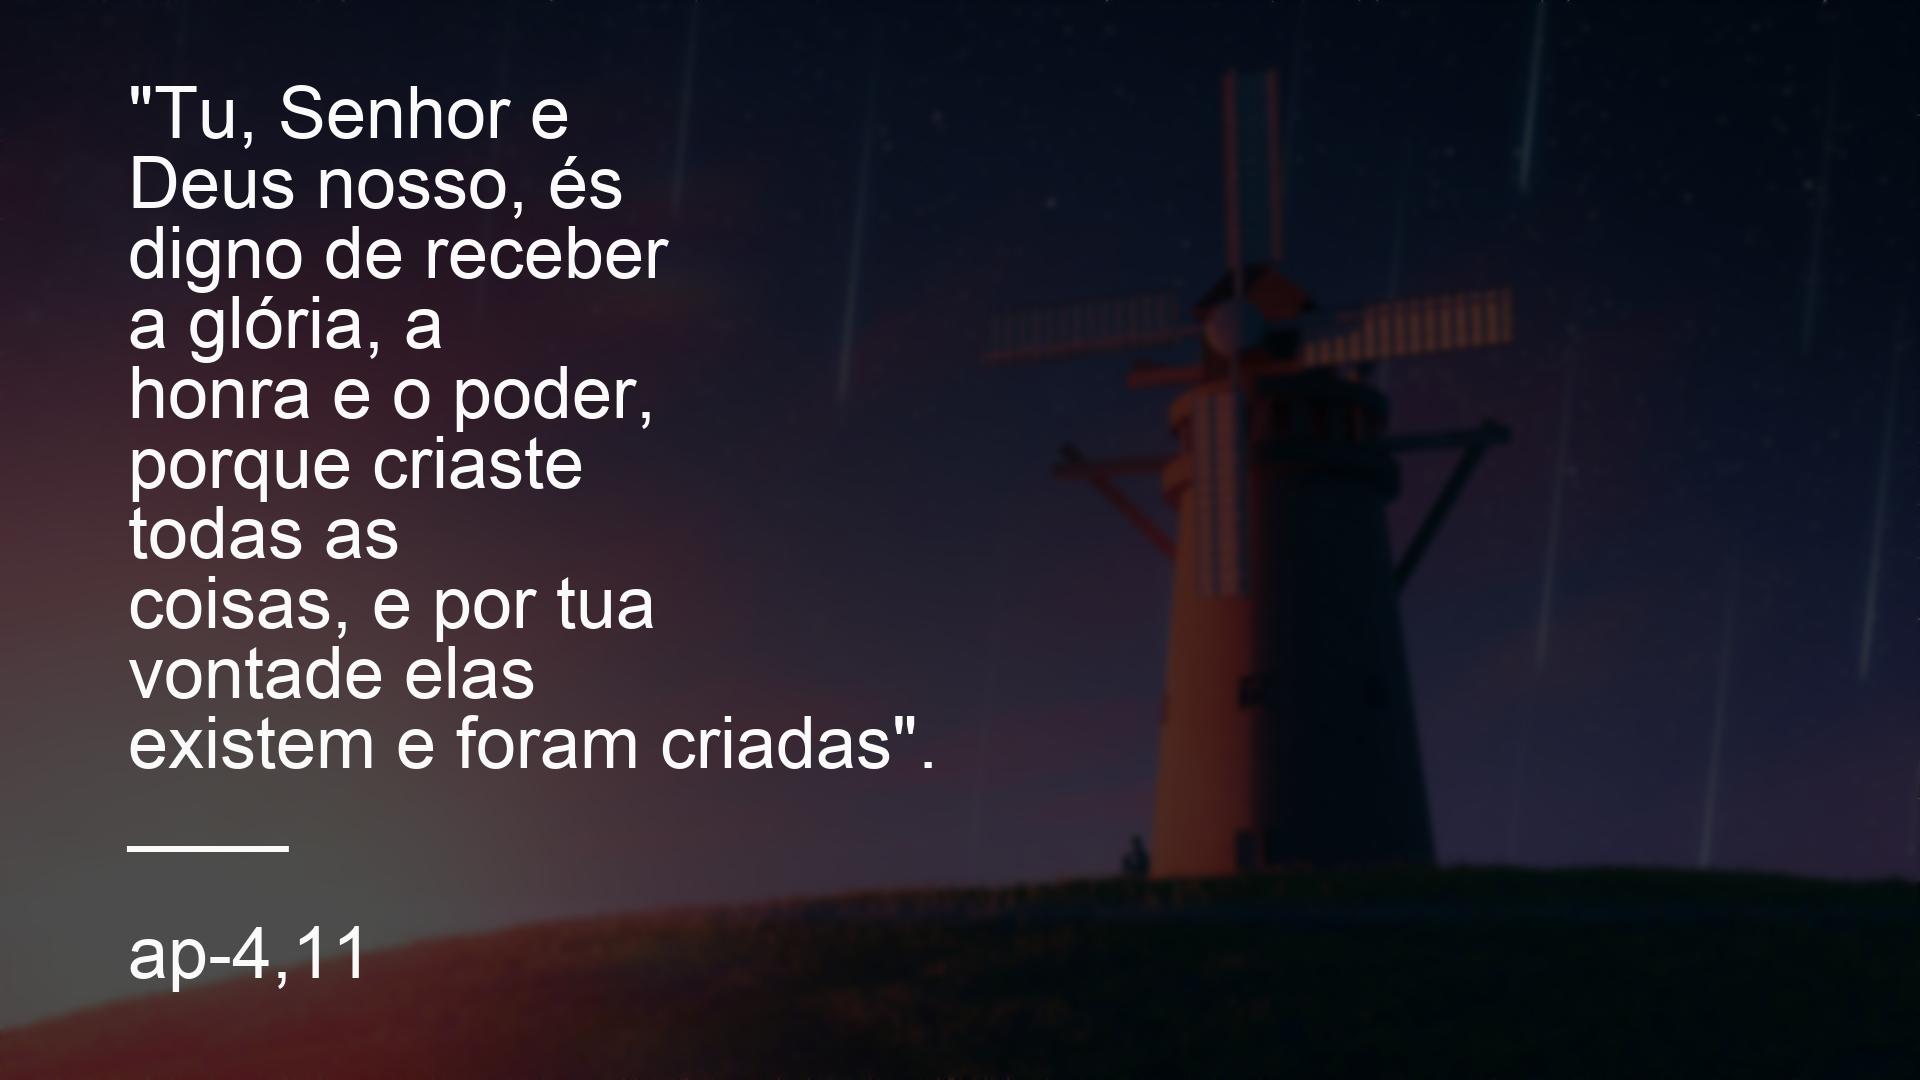 "Tu, Senhor e
Deus nosso, és
digno de receber
a glória, a
honra e o poder,
porque criaste
todas as
coisas, e por tua
vontade elas
existem e foram criadas".
ap-4,11